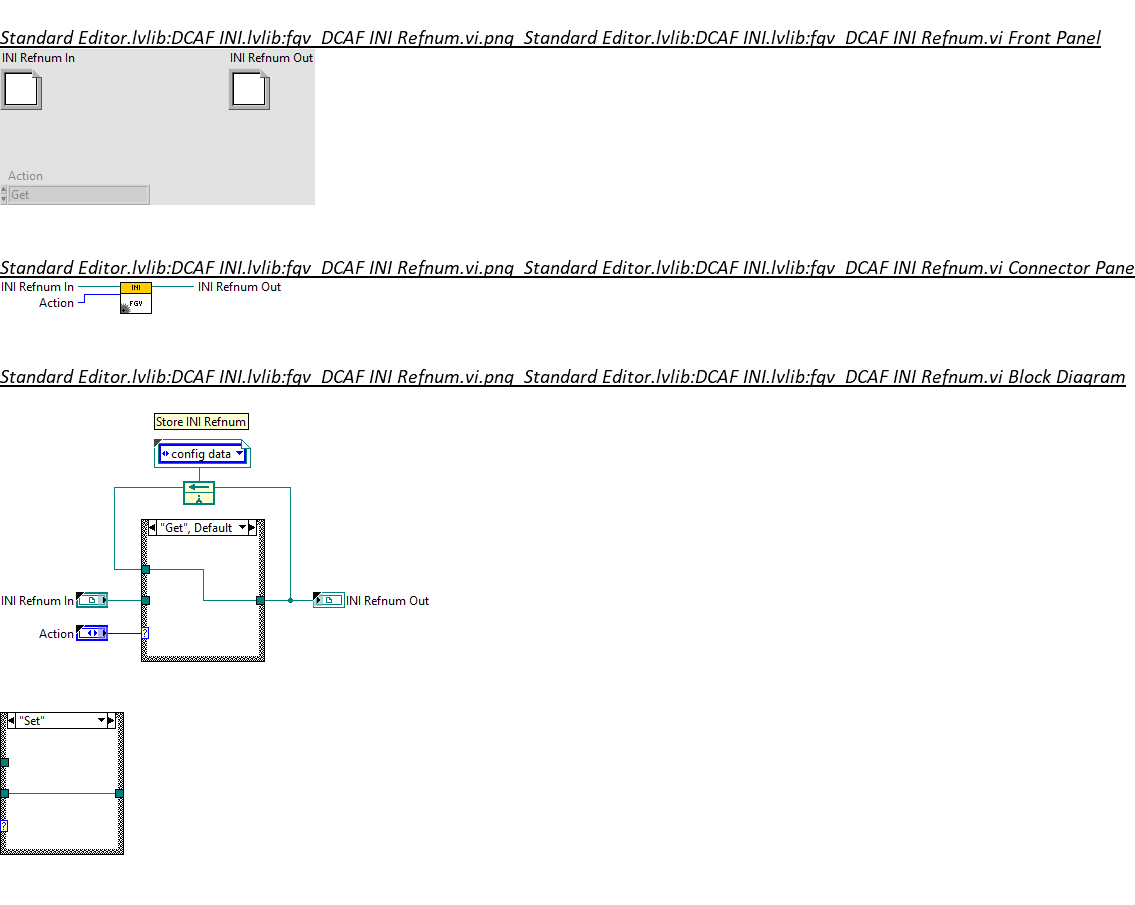 Standard Editor.lvlib:DCAF INI.lvlib:fgv_DCAF INI Refnum.vi.png_Standard Editor.lvlib:DCAF INI.lvlib:fgv_DCAF INI Refnum.vi Front Panel
INI Refnum In INI Refnum Out
Action
Get
Standard Editor.lvlib:DCAF INI.lvlib:fgv_DCAF INI Refnum.vi.png_Standard Editor.lvlib:DCAF INI.lvlib:fgv_DCAF INI Refnum.vi Connector Pane
INI Refnum In INI INI Refnum Out
Action FGV
Standard Editor.lvlib:DCAF INI.lvlib:fgv_DCAF INI Refnum.vi.png_Standard Editor.lvlib:DCAF INI.lvlib:fgv_DCAF INI Refnum.vi Block Diagram
Store INI Refnum
config data
"Get", Default
INI Refnum In INI Refnum Out
Action ?
"Set"
?